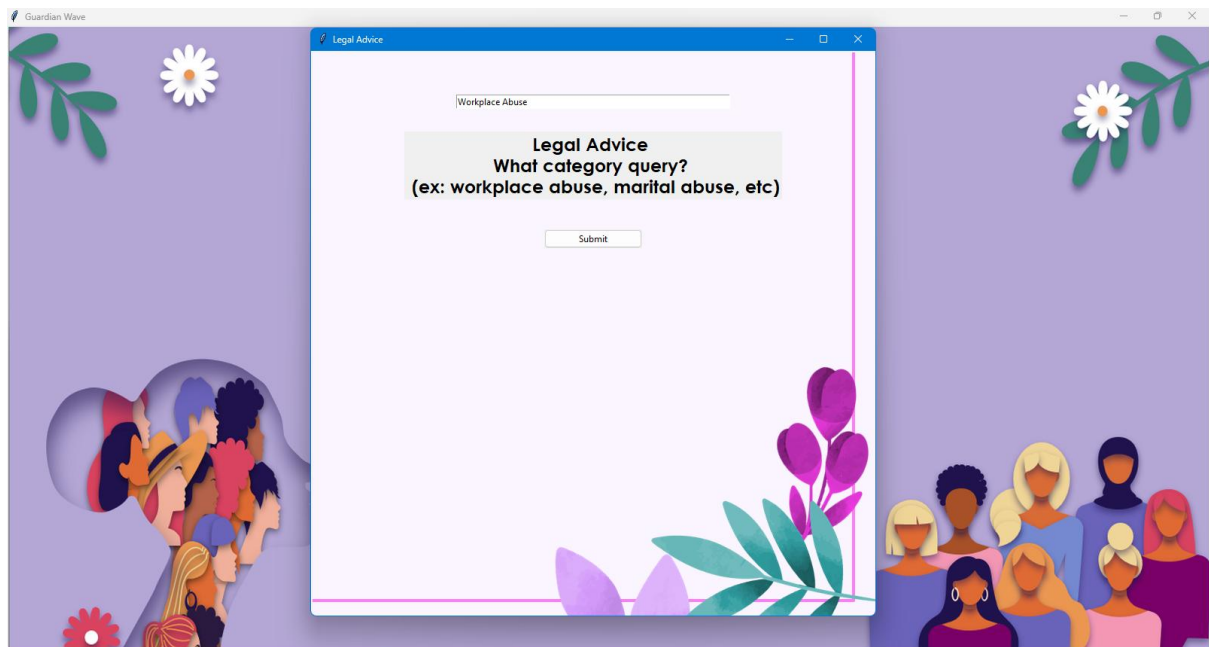 Guardian Wave
Legal Advice
Workplace Abuse
Legal Advice
What category query?
(ex: workplace abuse, marital abuse, etc)
Submit